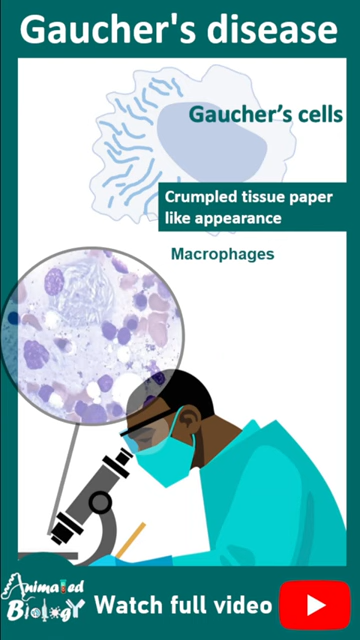 Gaucher's disease
Gaucher’s cells
Crumpled tissue paper
like appearance
Macrophages
Animated
Biology
Watch full video